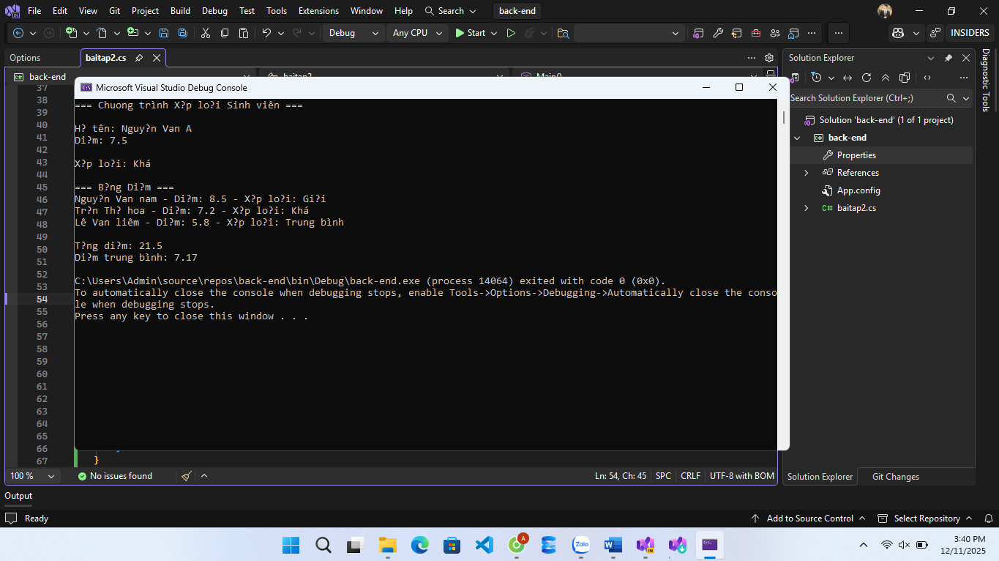 File Edit View Git Project Build Debug Test Tools Extensions Window Help Search back-end
Debug Any CPU Start INSIDERS
Options baitap2.cs
back-end baitap2 Main()
Microsoft Visual Studio Debug Console
=== Chuong trình X?p lo?i Sinh viên ===
H? tên: Nguy?n Van A
Di?m: 7.5
X?p lo?i: Khá
=== B?ng Di?m ===
Nguy?n Van nam - Di?m: 8.5 - X?p lo?i: Gi?i
Tr?n Th? hoa - Di?m: 7.2 - X?p lo?i: Khá
Lê Van liêm - Di?m: 5.8 - X?p lo?i: Trung bình
T?ng di?m: 21.5
Di?m trung bình: 7.17
C:\Users\Admin\source\repos\back-end\bin\Debug\back-end.exe (process 14064) exited with code 0 (0x0).
To automatically close the console when debugging stops, enable Tools->Options->Debugging->Automatically close the conso
le when debugging stops.
Press any key to close this window . . .
37
38
39
40
41
42
43
44
45
46
47
48
49
50
51
52
53
54
55
56
57
58
59
60
61
62
63
64
65
66
67 }
Solution Explorer
Search Solution Explorer (Ctrl+;)
Solution 'back-end' (1 of 1 project)
back-end
Properties
References
App.config
C# baitap2.cs
Diagnostic Tools
100 % No issues found Ln: 54, Ch: 45 SPC CRLF UTF-8 with BOM
Solution Explorer Git Changes
Output
Ready Add to Source Control Select Repository
A
Zalo
3:40 PM
12/11/2025